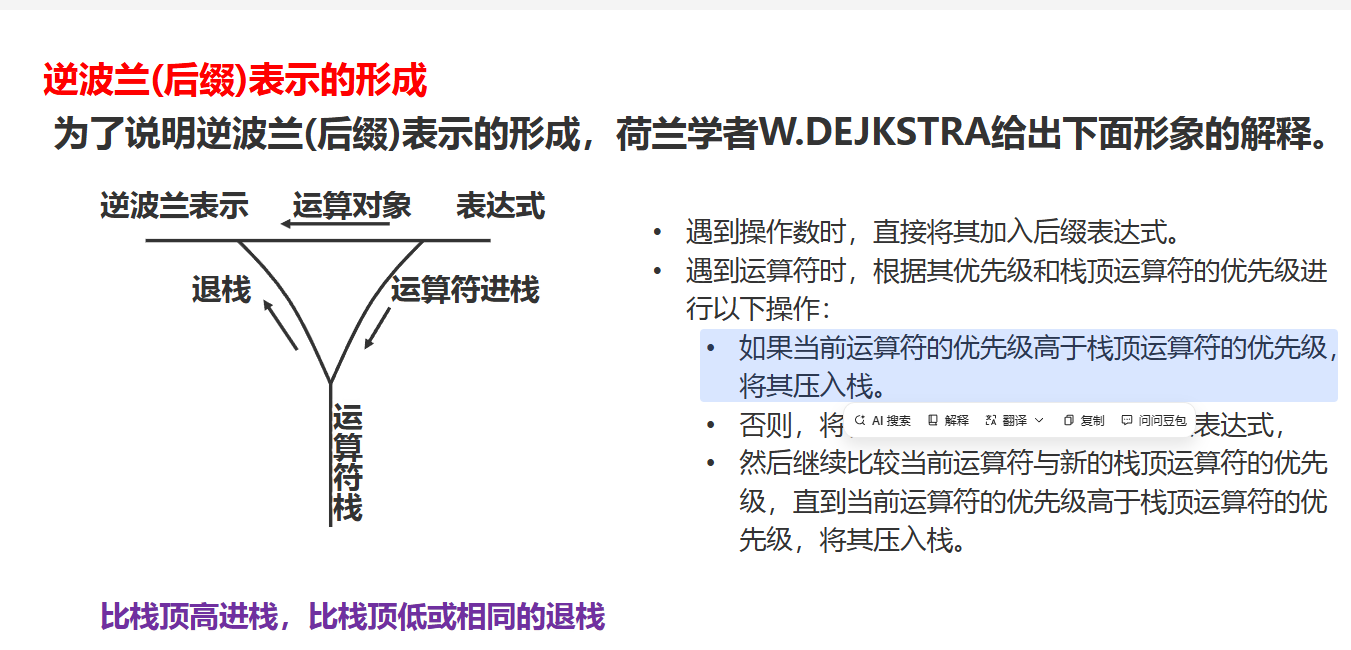 逆波兰(后缀)表示的形成
为了说明逆波兰(后缀)表示的形成，荷兰学者W.DEJKSTRA给出下面形象的解释。
逆波兰表示
运算对象
表达式
退栈
运算符进栈
运算符栈
• 遇到操作数时，直接将其加入后缀表达式。
• 遇到运算符时，根据其优先级和栈顶运算符的优先级进
行以下操作：
• 如果当前运算符的优先级高于栈顶运算符的优先级，
将其压入栈。
• 否则，将
表达式，
AI 搜索 解释 翻译 复制 问问豆包
• 然后继续比较当前运算符与新的栈顶运算符的优先
级，直到当前运算符的优先级高于栈顶运算符的优
先级，将其压入栈。
比栈顶高进栈，比栈顶低或相同的退栈